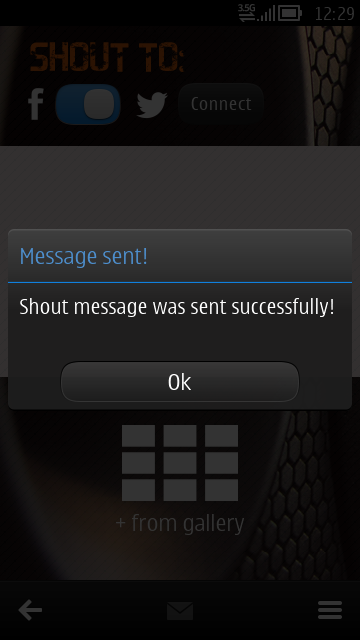 3.5G 12:29
SHOUT TO:
Connect
Message sent!
Shout message was sent successfully!
Ok
+ from gallery